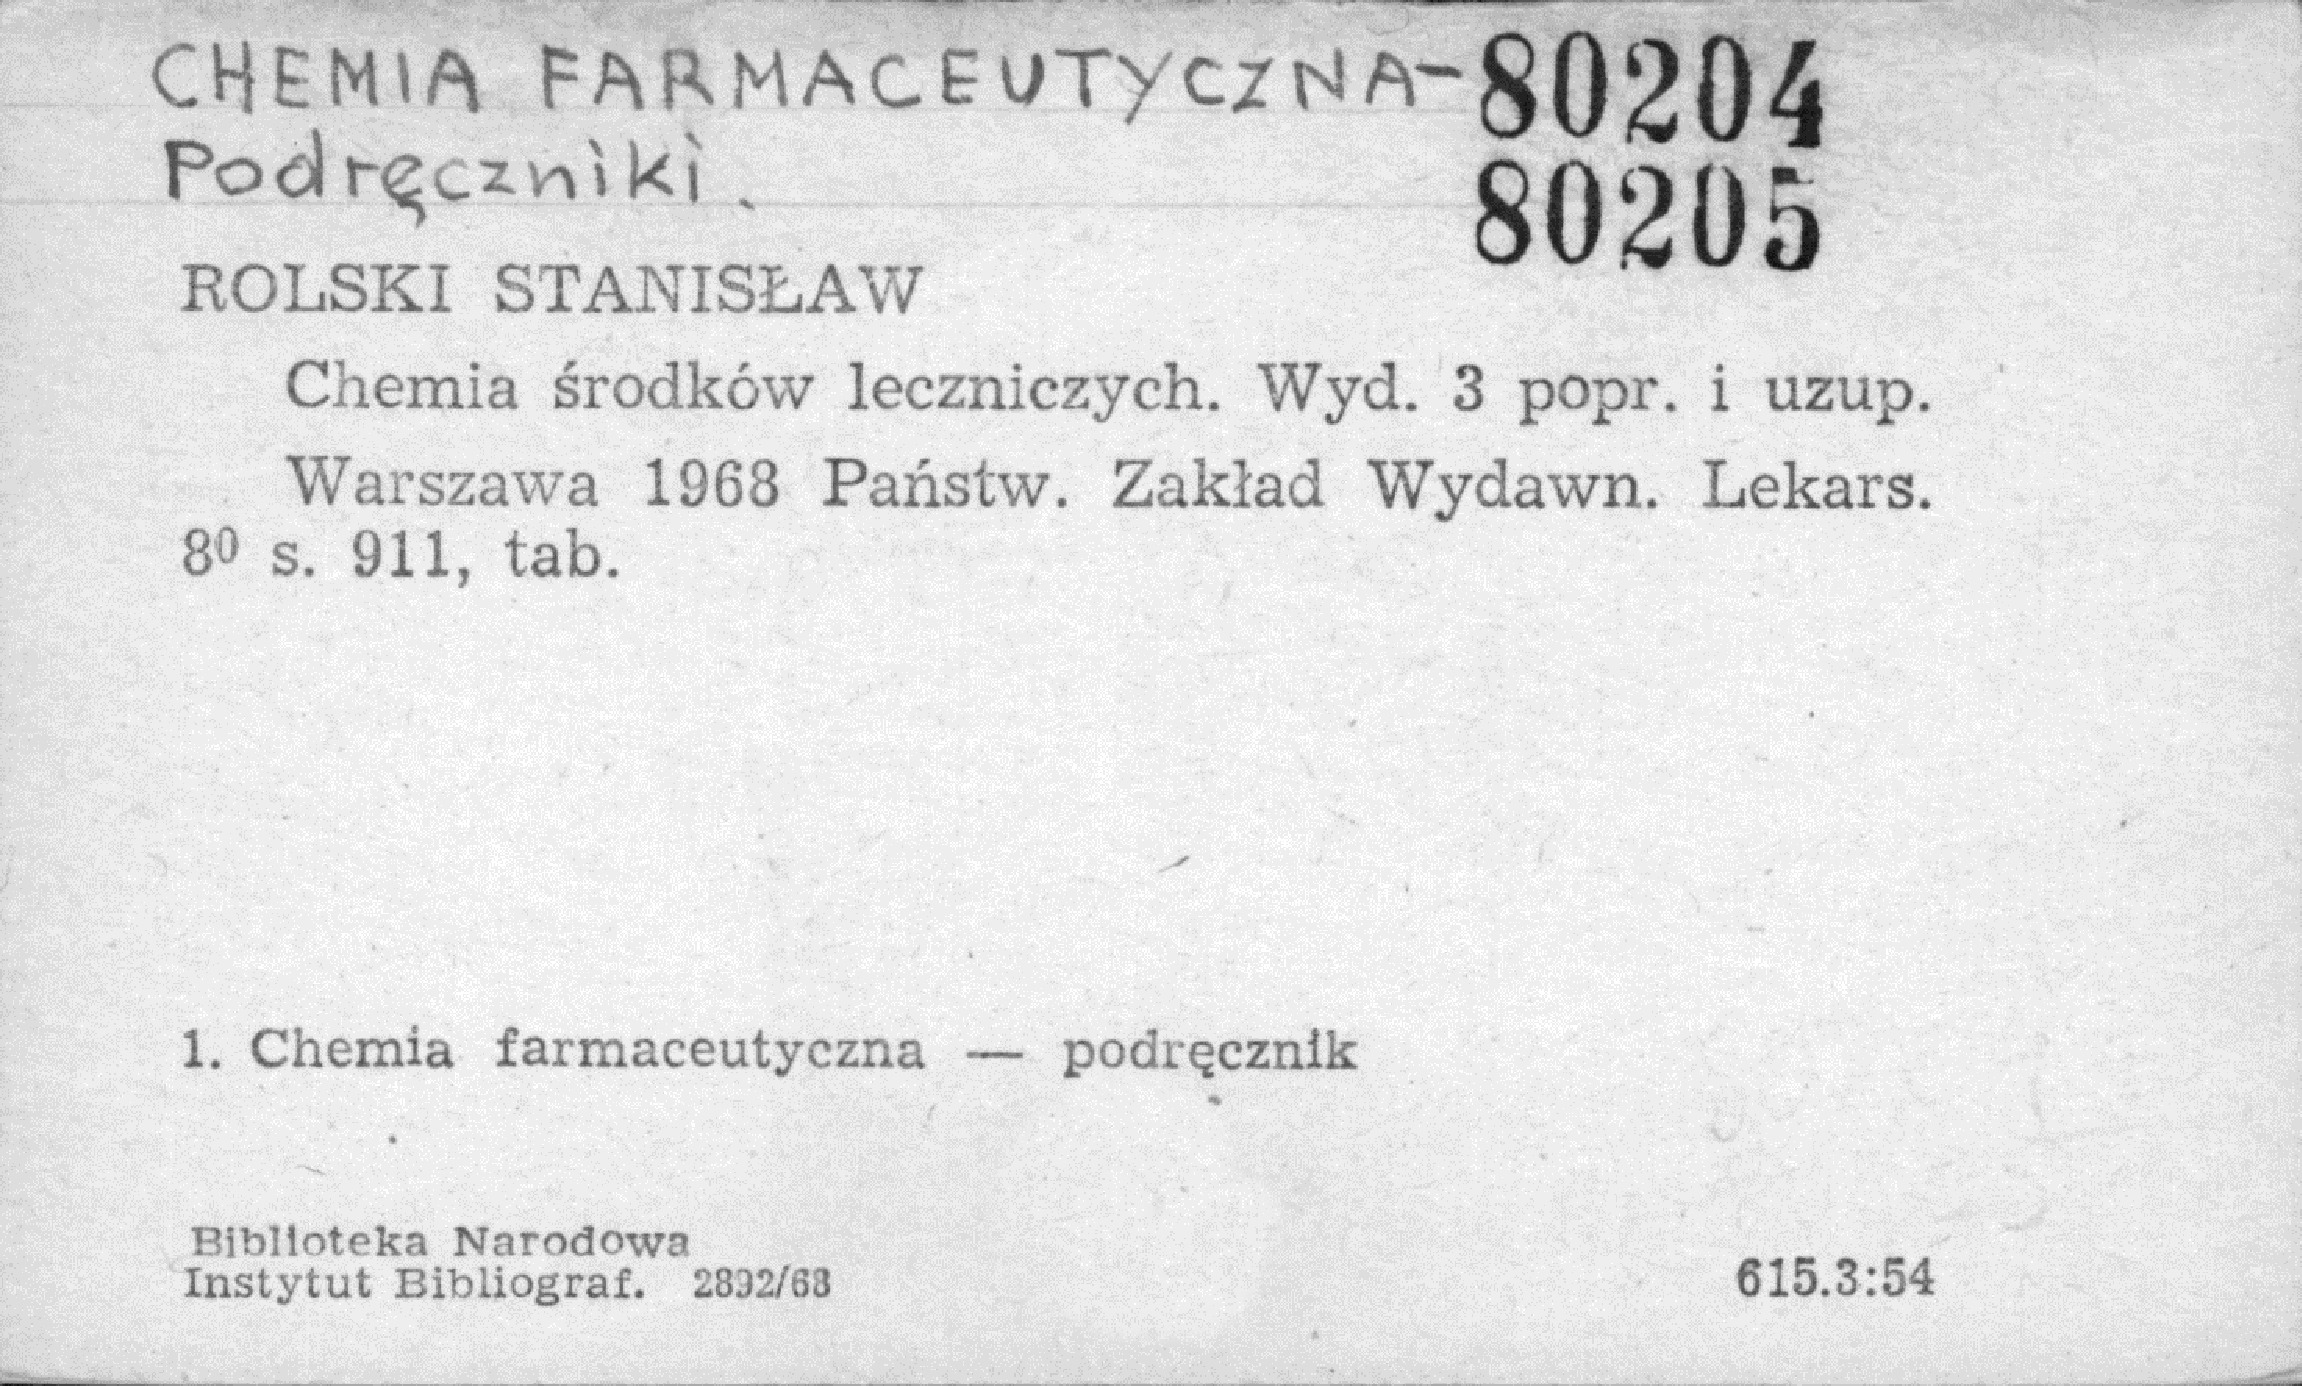 CHEMIA FARMACEUTYCZNA- 80204
Podręczniki. 80205
ROLSKI STANISŁAW
Chemia środków leczniczych. Wyd. 3 popr. i uzup.
Warszawa 1968 Państw. Zakład Wydawn. Lekars.
8⁰ s. 911, tab.
1. Chemia farmaceutyczna — podręcznik
Biblioteka Narodowa
Instytut Bibliograf. 2892/68 615.3:54